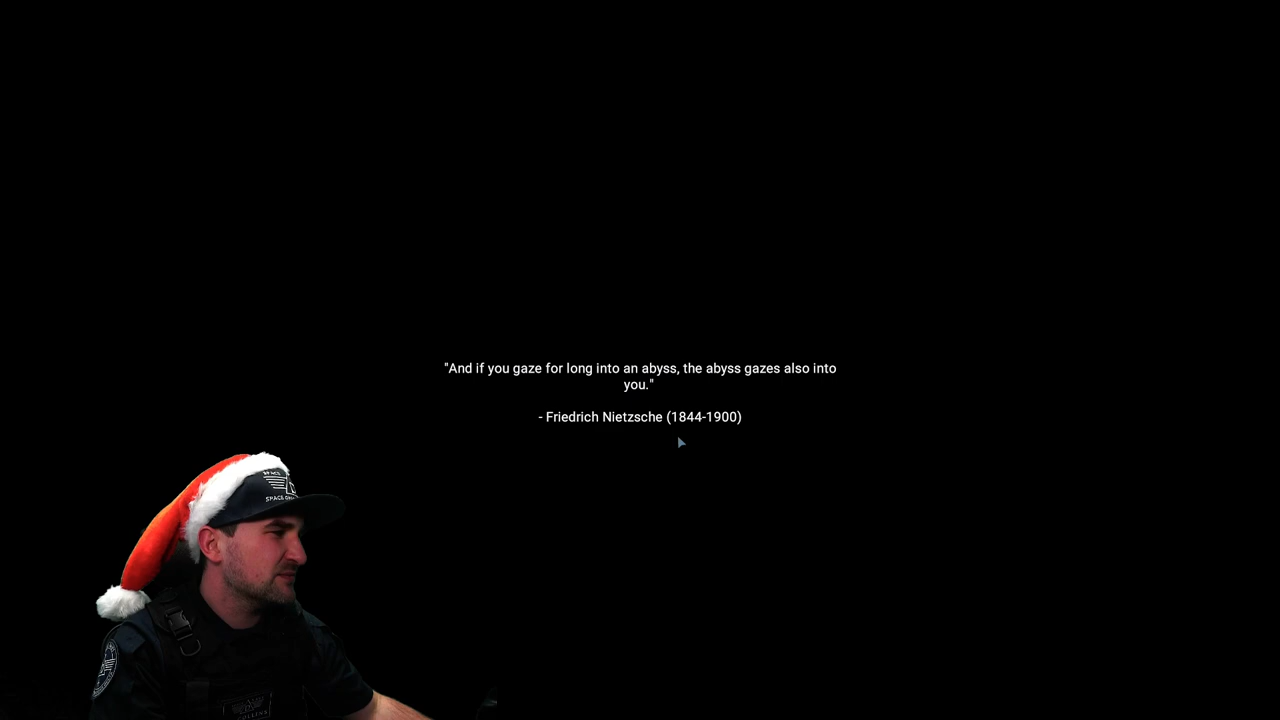 "And if you gaze for long into an abyss, the abyss gazes also into
you."
- Friedrich Nietzsche (1844-1900)